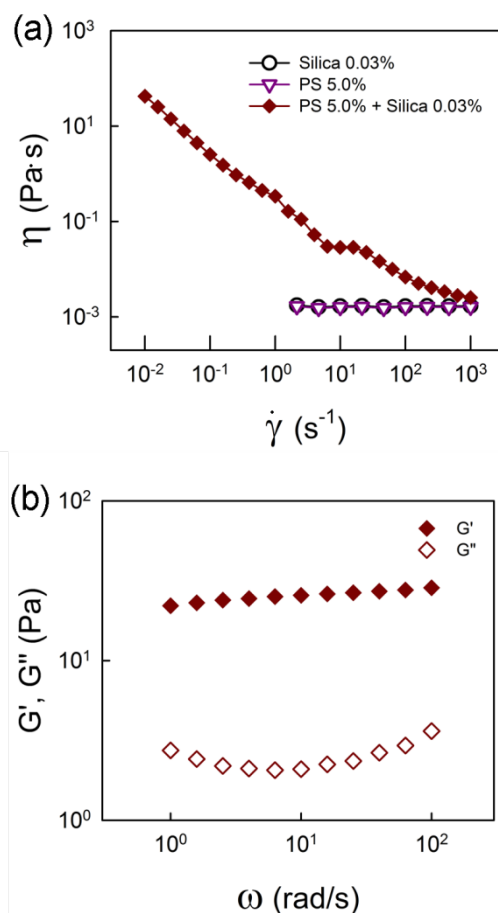 (a)
Silica 0.03%
PS 5.0%
PS 5.0% + Silica 0.03%
η (Pa·s)
10³
10¹
10⁻¹
10⁻³
10⁻² 10⁻¹ 10⁰ 10¹ 10² 10³
γ̇ (s⁻¹)
(b)
G'
G"
G', G" (Pa)
10²
10¹
10⁰
10⁰ 10¹ 10²
ω (rad/s)